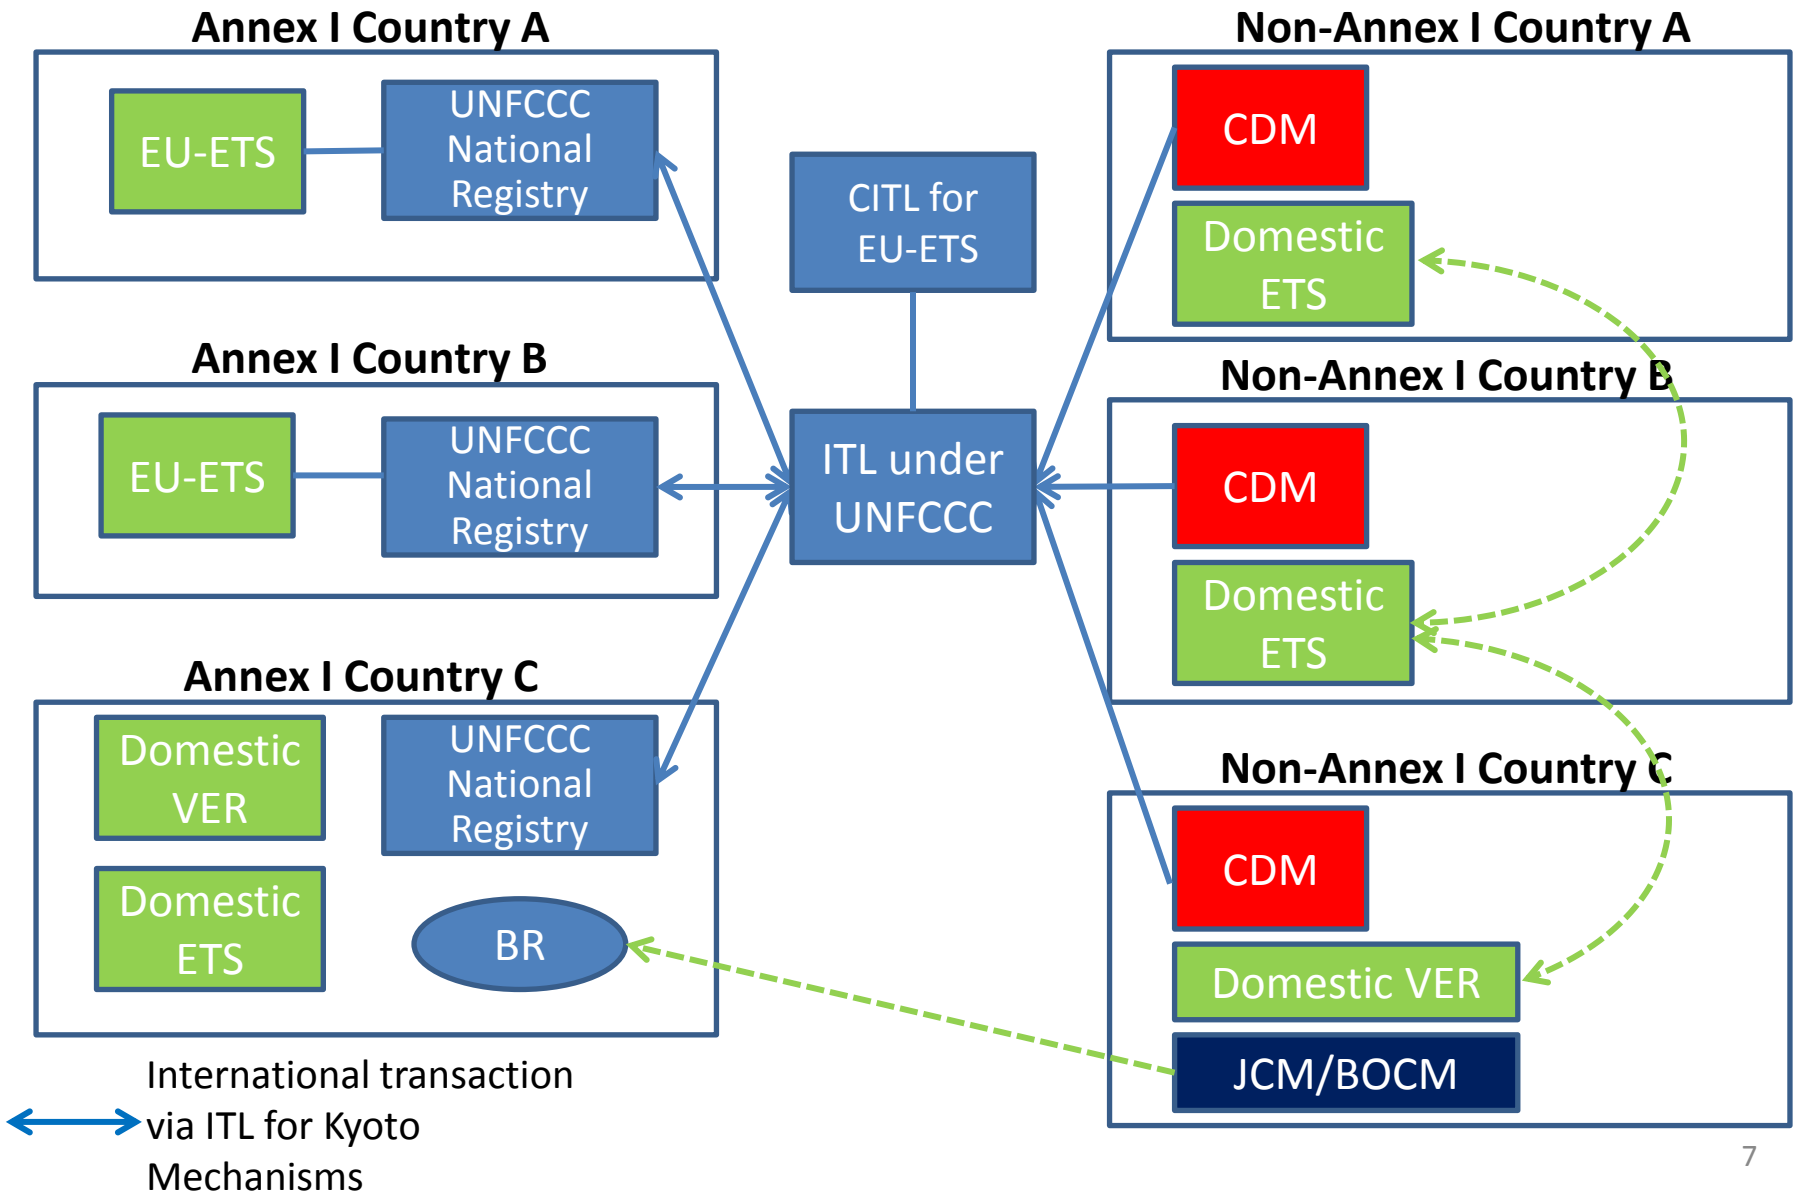 Annex I Country A
EU-ETS
UNFCCC
National
Registry
Annex I Country B
EU-ETS
UNFCCC
National
Registry
Annex I Country C
Domestic
VER
UNFCCC
National
Registry
Domestic
ETS
BR
International transaction
via ITL for Kyoto
Mechanisms
CITL for
EU-ETS
ITL under
UNFCCC
Non-Annex I Country A
CDM
Domestic
ETS
Non-Annex I Country B
CDM
Domestic
ETS
Non-Annex I Country C
CDM
Domestic VER
JCM/BOCM
7